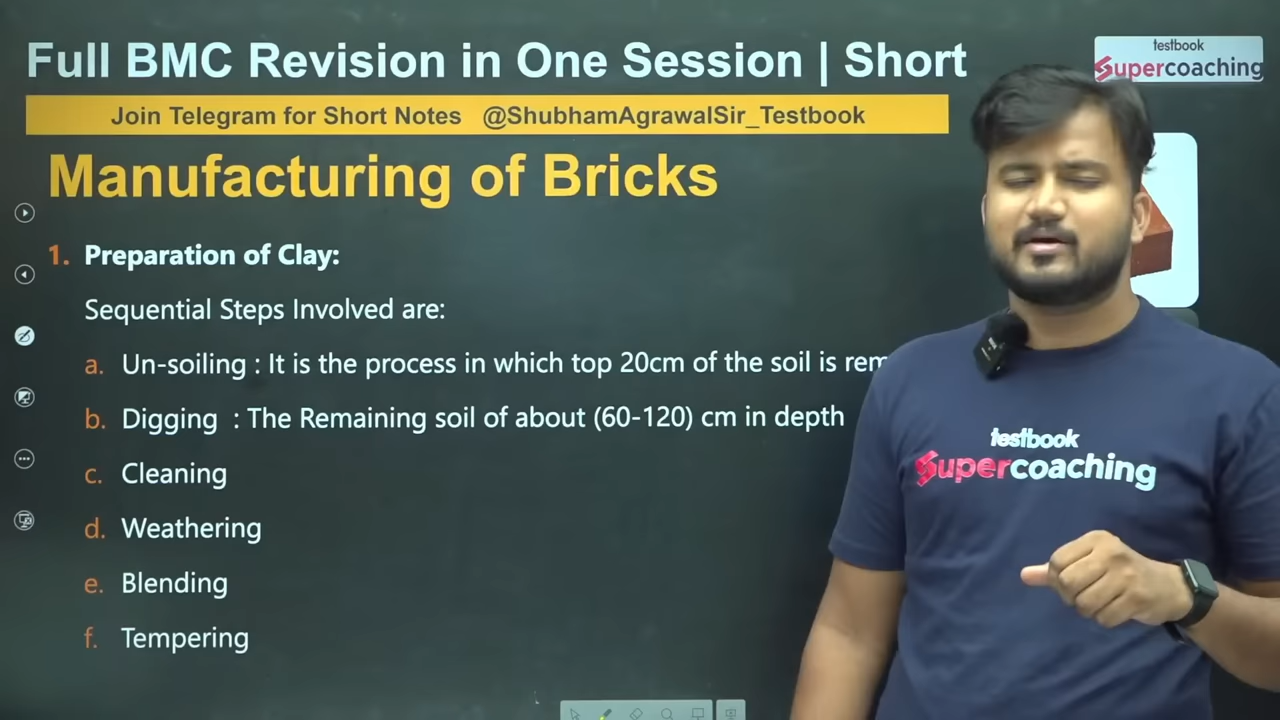 Full BMC Revision in One Session | Short
testbook
Supercoaching
Join Telegram for Short Notes @ShubhamAgrawalSir_Testbook
Manufacturing of Bricks
1. Preparation of Clay:
Sequential Steps Involved are:
a. Un-soiling : It is the process in which top 20cm of the soil is rem
b. Digging : The Remaining soil of about (60-120) cm in depth
c. Cleaning
d. Weathering
e. Blending
f. Tempering
testbook
Supercoaching